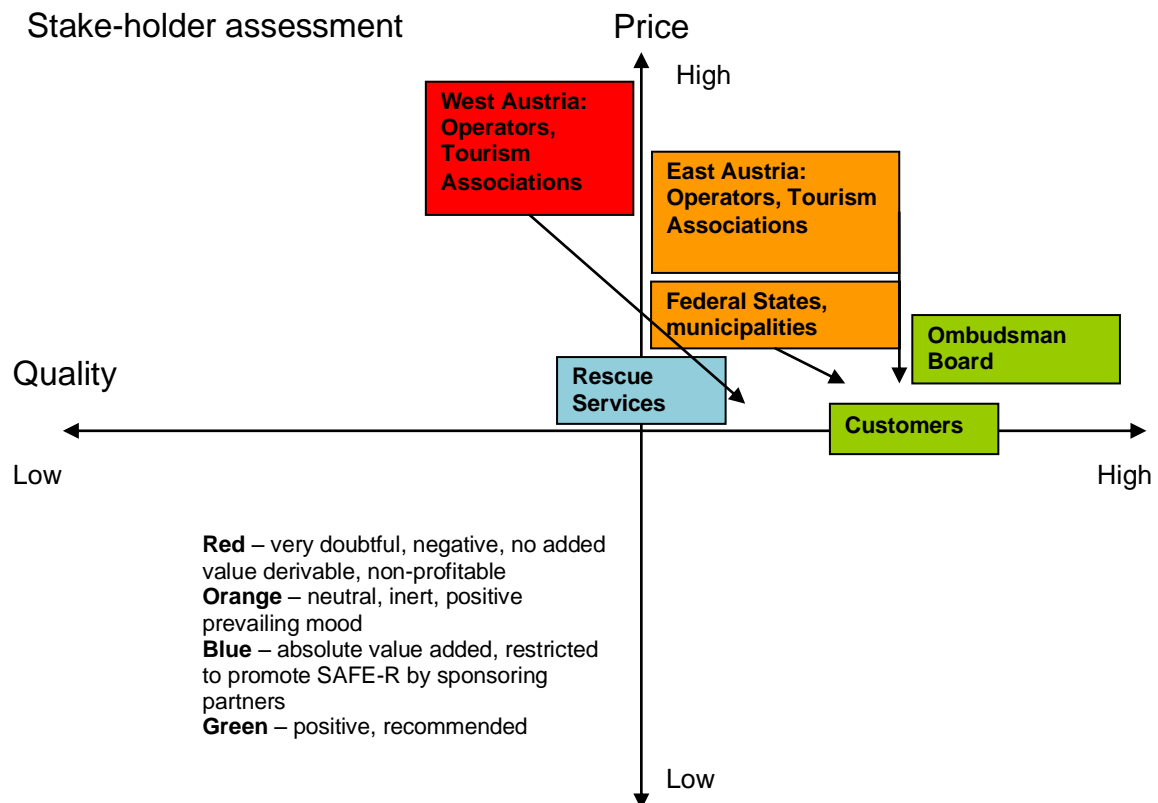 Stake-holder assessment
Price
High
West Austria:
Operators,
Tourism
Associations
East Austria:
Operators, Tourism
Associations
Federal States,
municipalities
Ombudsman
Board
Quality
Rescue
Services
Customers
Low
High
Red – very doubtful, negative, no added
value derivable, non-profitable
Orange – neutral, inert, positive
prevailing mood
Blue – absolute value added, restricted
to promote SAFE-R by sponsoring
partners
Green – positive, recommended
Low